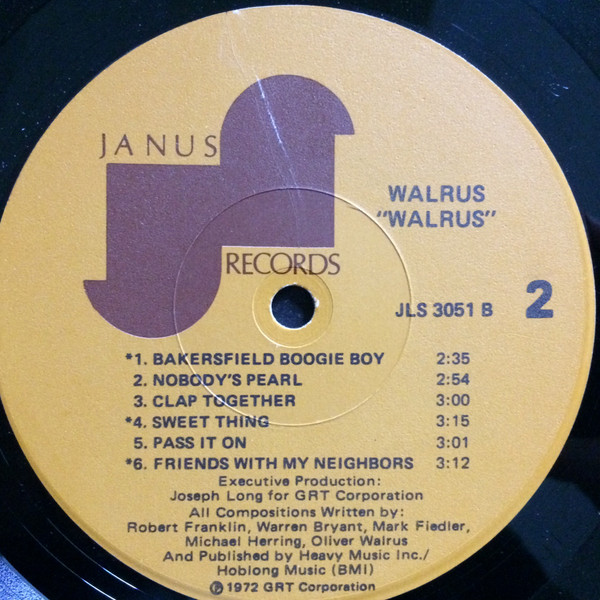 JANUS
RECORDS
WALRUS
"WALRUS"
JLS 3051 B 2
*1. BAKERSFIELD BOOGIE BOY 2:35
2. NOBODY'S PEARL 2:54
3. CLAP TOGETHER 3:00
*4. SWEET THING 3:15
5. PASS IT ON 3:01
*6. FRIENDS WITH MY NEIGHBORS 3:12
Executive Production:
Joseph Long for GRT Corporation
All Compositions Written by:
Robert Franklin, Warren Bryant, Mark Fiedler,
Michael Herring, Oliver Walrus
And Published by Heavy Music Inc./
Hoblong Music (BMI)
℗1972 GRT Corporation